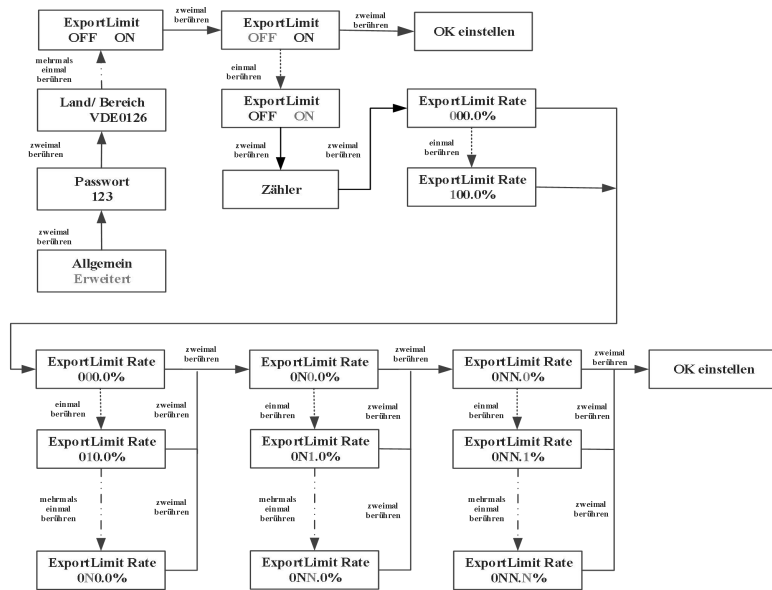 zweimal
berühren
ExportLimit
OFF ON
ExportLimit
OFF ON
zweimal
berühren
OK einstellen
mehrmals
einmal
berühren
einmal
berühren
Land/ Bereich
VDE0126
ExportLimit
OFF ON
ExportLimit Rate
000.0%
zweimal
berühren
zweimal
berühren
zweimal
berühren
einmal
berühren
Passwort
123
Zähler
ExportLimit Rate
100.0%
zweimal
berühren
Allgemein
Erweitert
ExportLimit Rate
000.0%
zweimal
berühren
ExportLimit Rate
0N0.0%
zweimal
berühren
ExportLimit Rate
0NN.0%
zweimal
berühren
OK einstellen
einmal
berühren
zweimal
berühren
einmal
berühren
zweimal
berühren
einmal
berühren
zweimal
berühren
ExportLimit Rate
010.0%
ExportLimit Rate
0N1.0%
ExportLimit Rate
0NN.1%
mehrmals
einmal
berühren
zweimal
berühren
mehrmals
einmal
berühren
zweimal
berühren
mehrmals
einmal
berühren
zweimal
berühren
ExportLimit Rate
0N0.0%
ExportLimit Rate
0NN.0%
ExportLimit Rate
0NN.N%